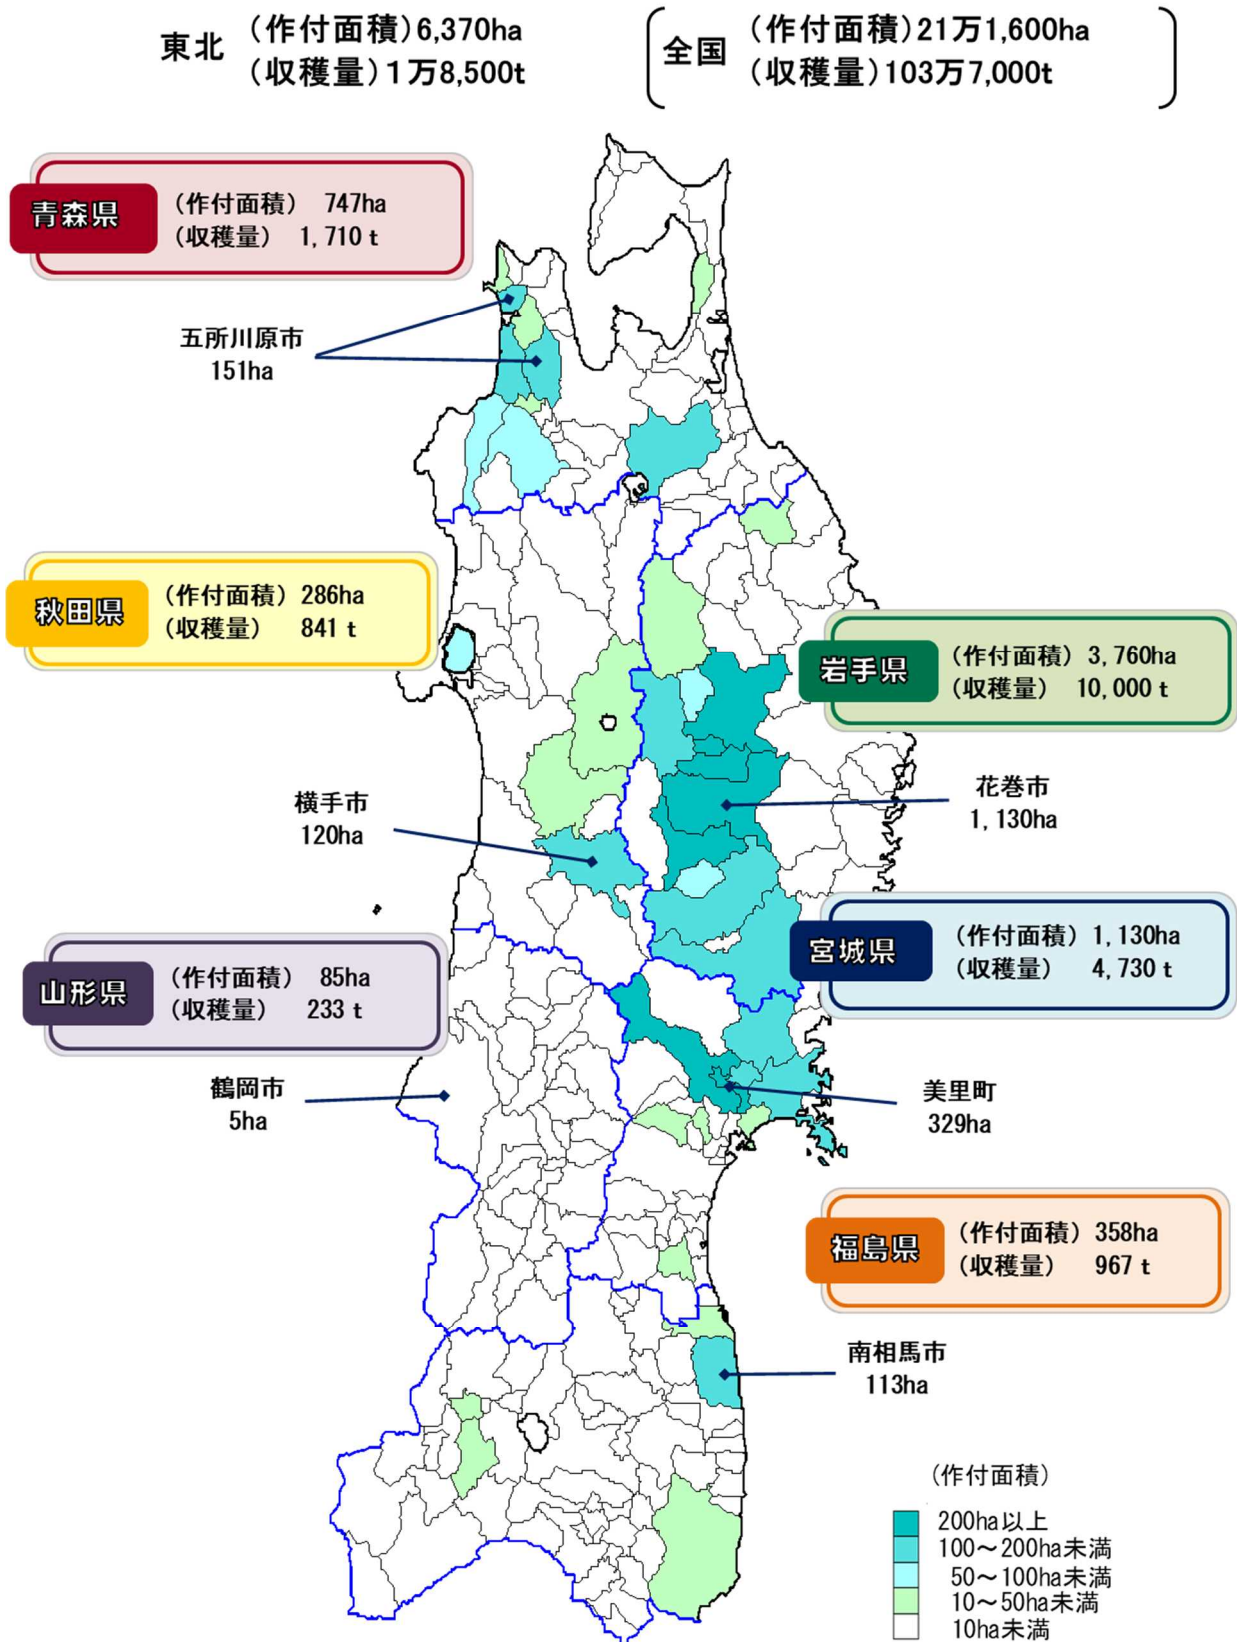 東北 (作付面積)6,370ha
(収穫量)1万8,500t
全国 (作付面積)21万1,600ha
(収穫量)103万7,000t
青森県
(作付面積) 747ha
(収穫量) 1,710 t
五所川原市
151ha
秋田県
(作付面積) 286ha
(収穫量) 841 t
岩手県
(作付面積) 3,760ha
(収穫量) 10,000 t
横手市
120ha
花巻市
1,130ha
宮城県
(作付面積) 1,130ha
(収穫量) 4,730 t
山形県
(作付面積) 85ha
(収穫量) 233 t
鶴岡市
5ha
美里町
329ha
福島県
(作付面積) 358ha
(収穫量) 967 t
南相馬市
113ha
(作付面積)
200ha以上
100～200ha未満
50～100ha未満
10～50ha未満
10ha未満